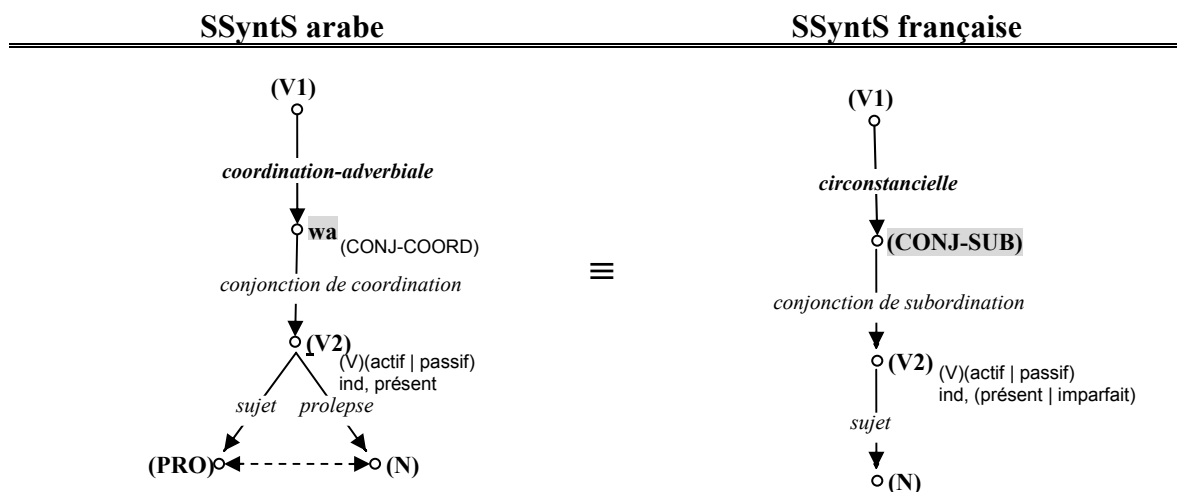 SSyntS arabe
SSyntS française
(V1)
coordination-adverbiale
wa
(CONJ-COORD)
conjonction de coordination
(V2)
(V)(actif | passif)
ind, présent
sujet prolepse
(PRO) (N)
≡
(V1)
circonstancielle
(CONJ-SUB)
conjonction de subordination
(V2)
(V)(actif | passif)
ind, (présent | imparfait)
sujet
(N)